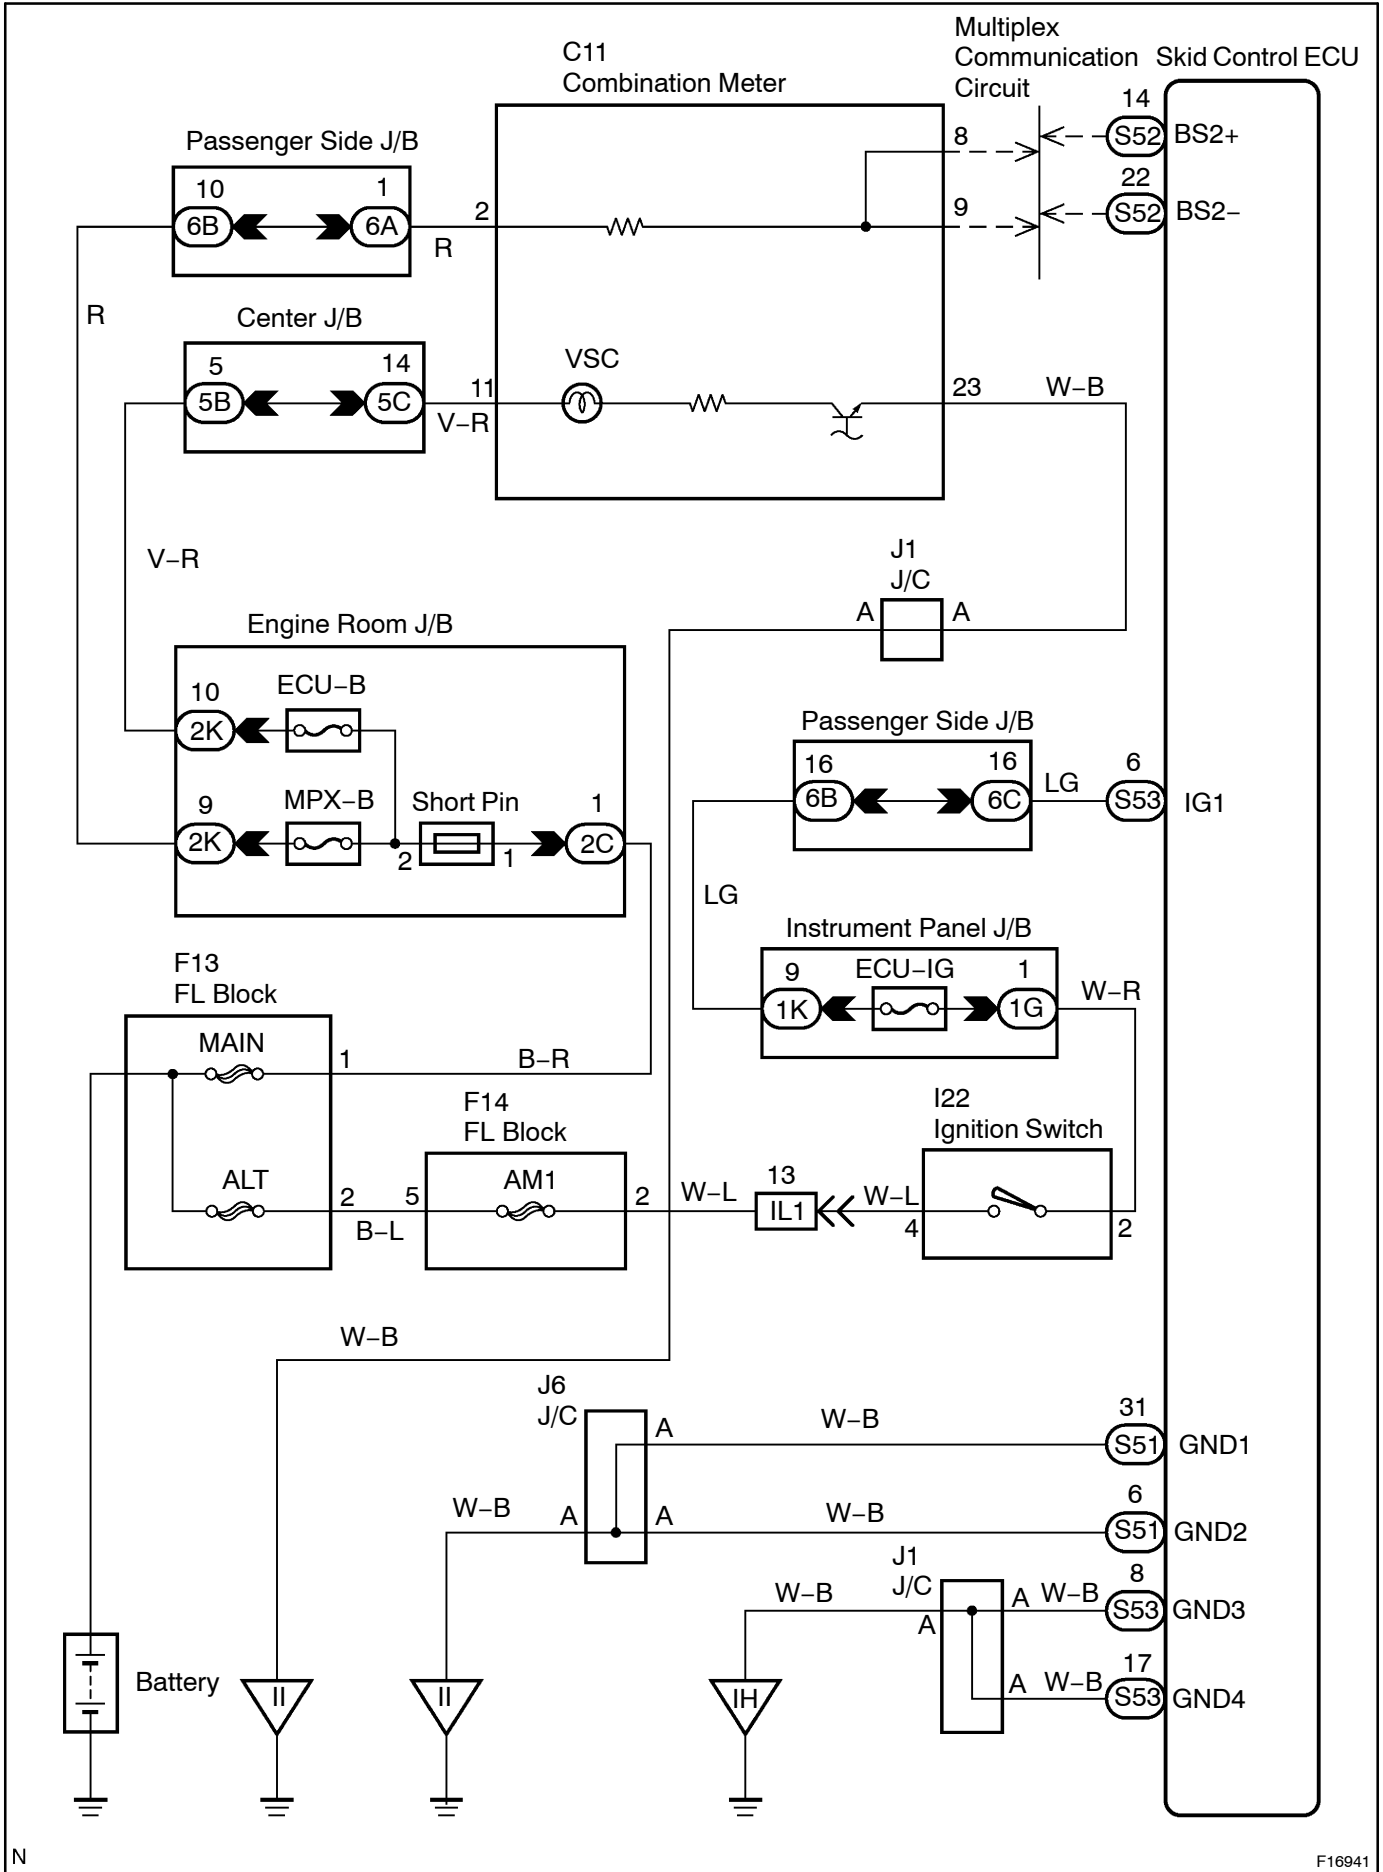 C11
Combination Meter
Multiplex
Communication
Circuit
Skid Control ECU
Passenger Side J/B
10
1
6B
6A
2
R
8
9
14
S52
BS2+
22
S52
BS2−
R
Center J/B
5
14
5B
5C
11
V−R
VSC
23
W−B
V−R
J1
J/C
A
A
Engine Room J/B
10
ECU−B
2K
9
MPX−B
Short Pin
1
2K
2
1
2C
Passenger Side J/B
16
16
6B
6C
LG
6
S53
IG1
LG
Instrument Panel J/B
9
ECU−IG
1
1K
1G
W−R
F13
FL Block
MAIN
1
B−R
ALT
2
B−L
F14
FL Block
5
AM1
2
W−L
13
IL1
W−L
I22
Ignition Switch
4
2
W−B
J6
J/C
A
W−B
31
S51
GND1
W−B
A
A
W−B
6
S51
GND2
J1
J/C
W−B
A
A
W−B
8
S53
GND3
A
W−B
17
S53
GND4
Battery
II
II
IH
N
F16941